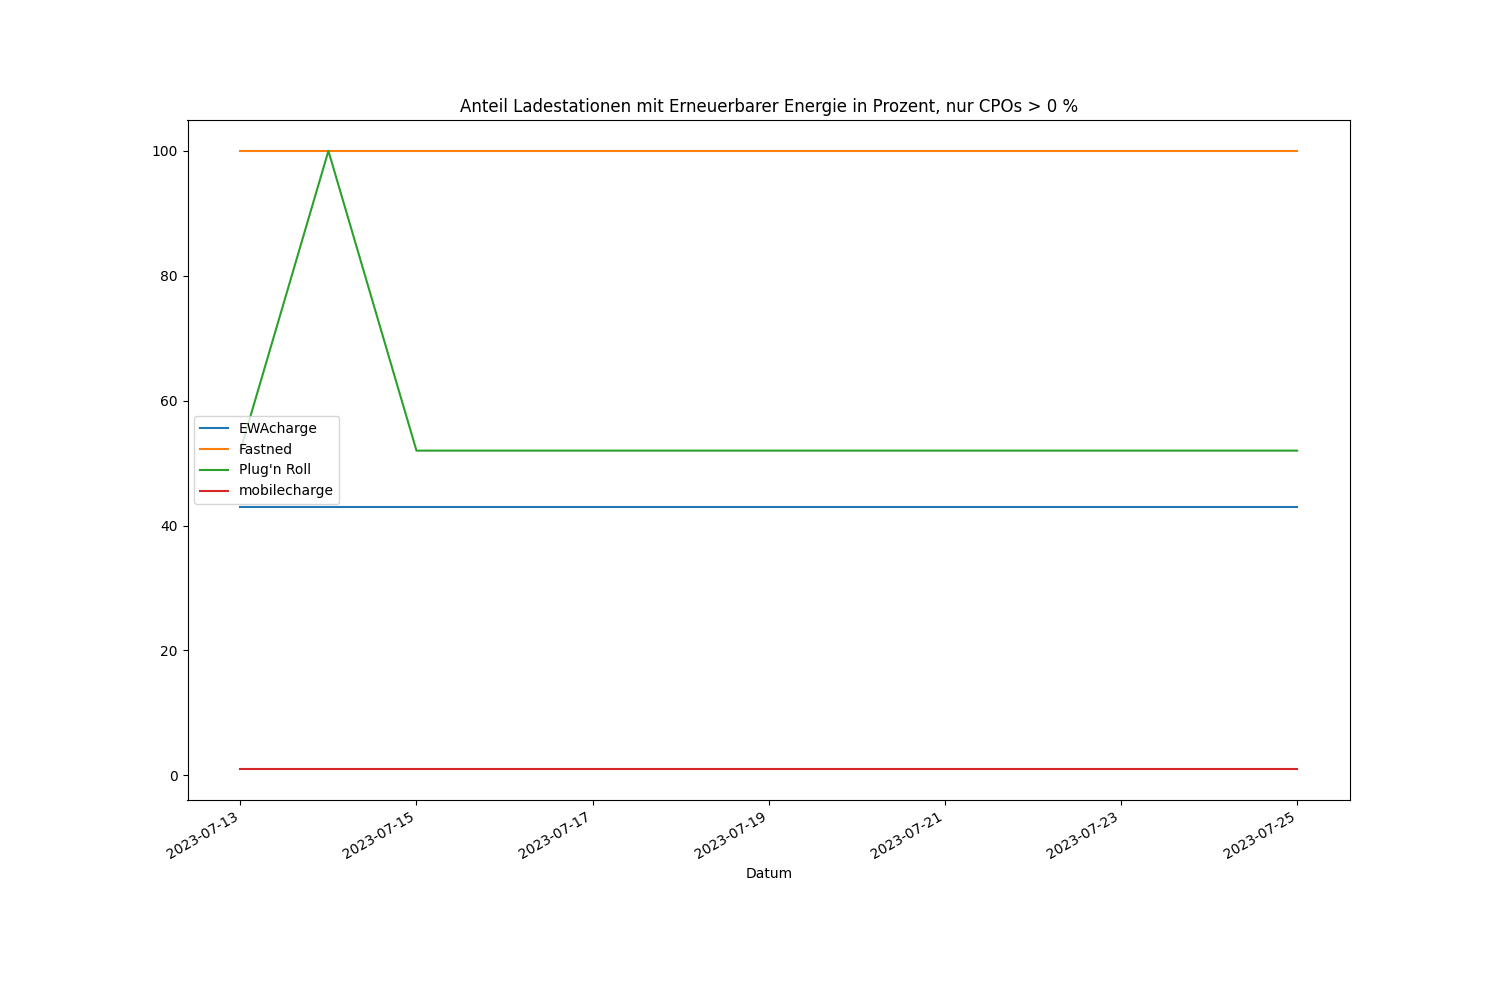 Anteil Ladestationen mit Erneuerbarer Energie in Prozent, nur CPOs > 0 %
100
80
60
40
20
0
EWAcharge
Fastned
Plug'n Roll
mobilecharge
2023-07-13
2023-07-15
2023-07-17
2023-07-19
2023-07-21
2023-07-23
2023-07-25
Datum